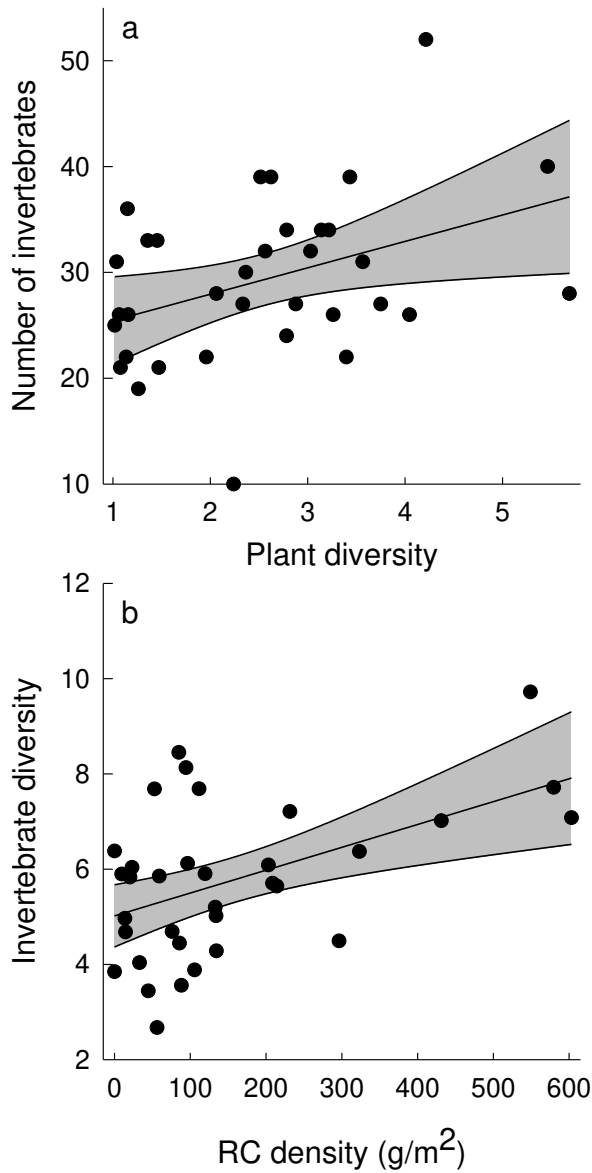 a
50
40
30
20
10
Number of invertebrates
1 2 3 4 5
Plant diversity
b
12
10
8
6
4
2
Invertebrate diversity
0 100 200 300 400 500 600
RC density (g/m²)